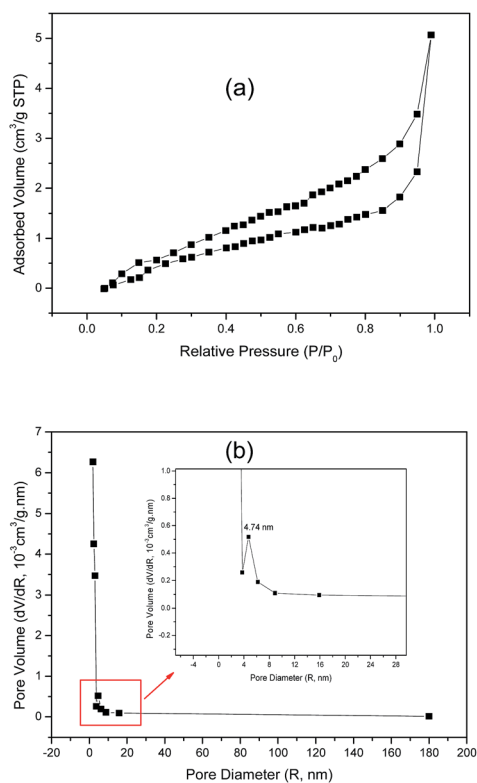 (a)
Adsorbed Volume (cm³/g STP)
5
4
3
2
1
0
0.0 0.2 0.4 0.6 0.8 1.0
Relative Pressure (P/P₀)
(b)
Pore Volume (dV/dR, 10⁻³cm³/g.nm)
7
6
5
4
3
2
1
0
-20 0 20 40 60 80 100 120 140 160 180 200
Pore Diameter (R, nm)
Pore Volume (dV/dR, 10⁻³cm³/g.nm)
1.0
0.8
0.6
0.4
0.2
0.0
-0.2
4.74 nm
-4 0 4 8 12 16 20 24 28
Pore Diameter (R, nm)